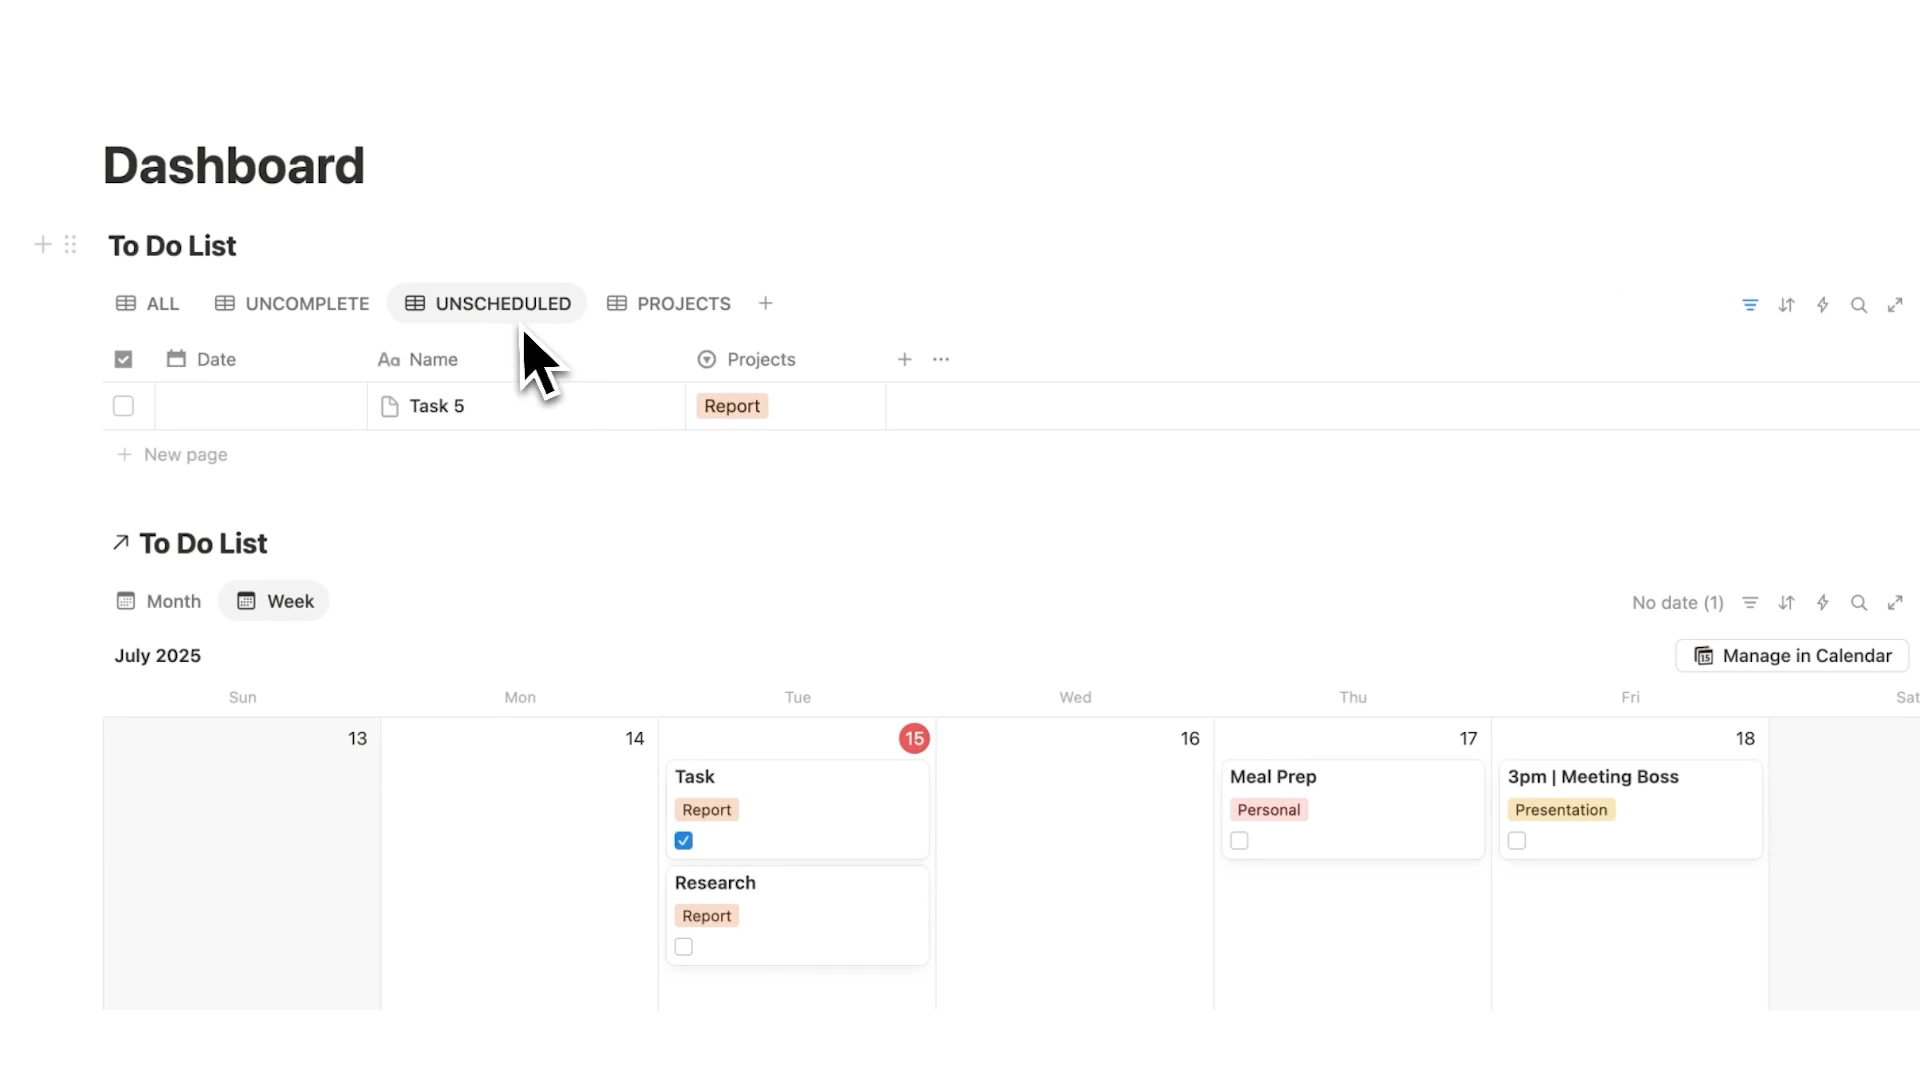 Dashboard
To Do List
ALL UNCOMPLETE UNSCHEDULED PROJECTS
Date Aa Name Projects
Task 5 Report
New page
To Do List
Month Week No date (1)
July 2025 Manage in Calendar
Sun Mon Tue Wed Thu Fri Sat
13 14 15 16 17 18
Task Meal Prep 3pm | Meeting Boss
Report Personal Presentation
Research
Report